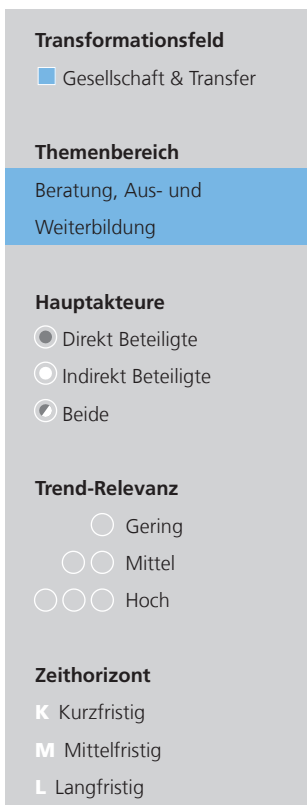 Transformationsfeld
Gesellschaft & Transfer
Themenbereich
Beratung, Aus- und
Weiterbildung
Hauptakteure
Direkt Beteiligte
Indirekt Beteiligte
Beide
Trend-Relevanz
Gering
Mittel
Hoch
Zeithorizont
K Kurzfristig
M Mittelfristig
L Langfristig